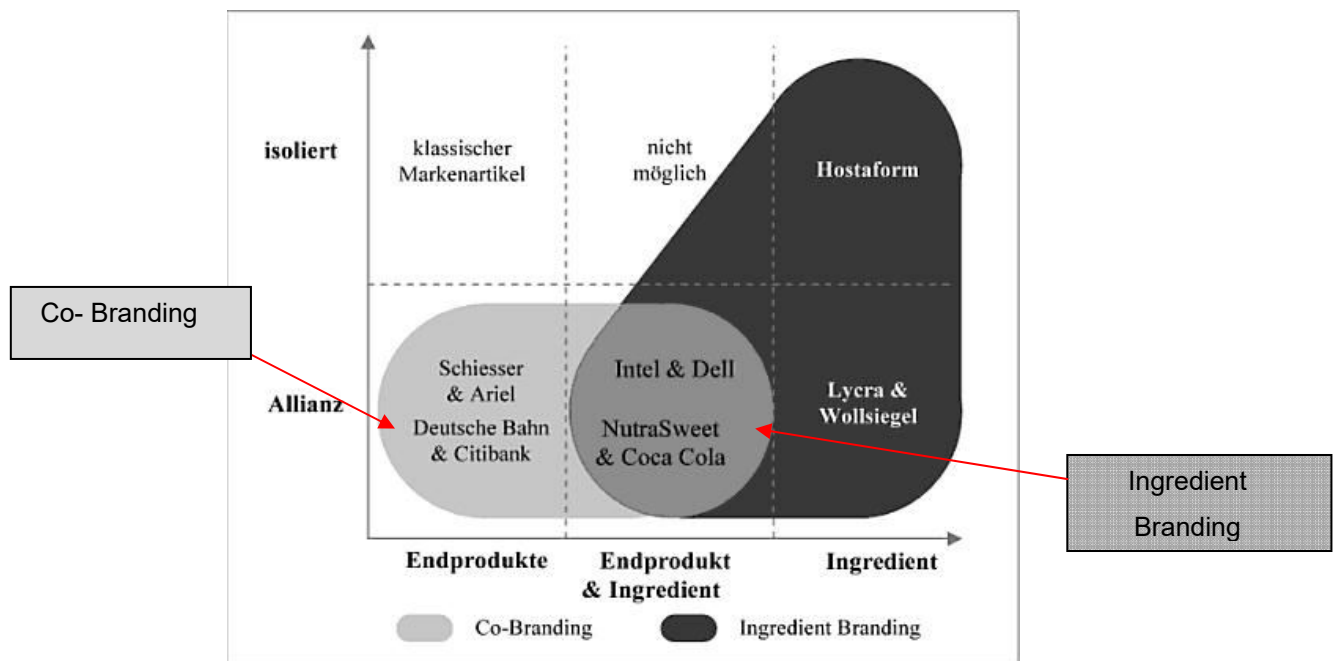 isoliert
klassischer
Markenartikel
nicht
möglich
Hostaform
Co- Branding
Allianz
Schiesser
& Ariel
Deutsche Bahn
& Citibank
Intel & Dell
NutraSweet
& Coca Cola
Lycra &
Wollsiegel
Ingredient
Branding
Endprodukte
Endprodukt
& Ingredient
Ingredient
Co-Branding
Ingredient Branding